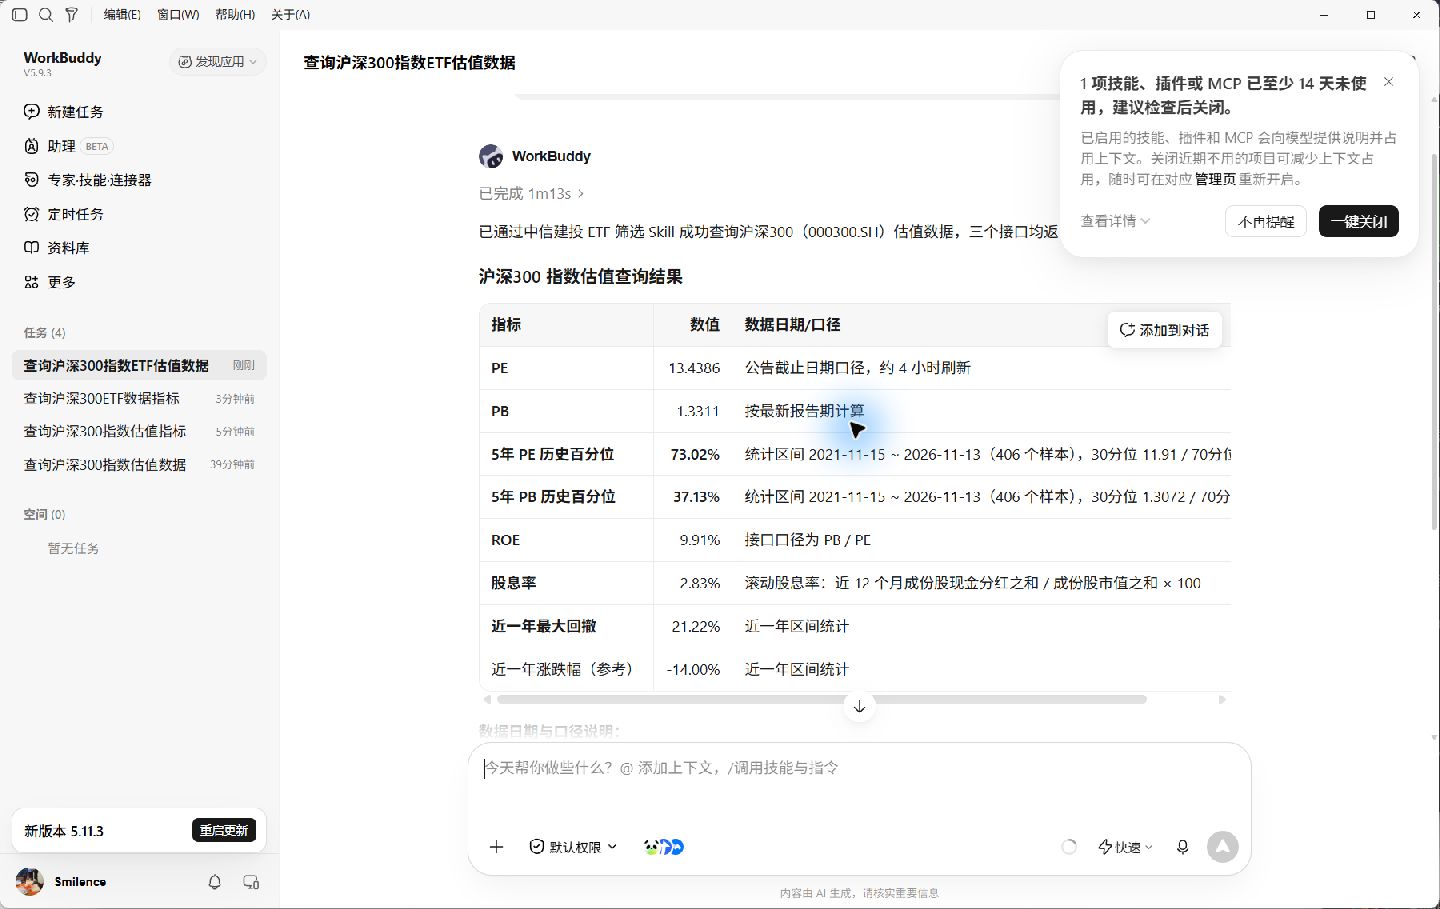 编辑(E) 窗口(W) 帮助(H) 关于(A)
WorkBuddy
V5.9.3
发现应用
新建任务
助理 BETA
专家·技能·连接器
定时任务
资料库
更多
任务 (4)
查询沪深300指数ETF估值数据 刚刚
查询沪深300ETF数据指标 3分钟前
查询沪深300指数估值指标 5分钟前
查询沪深300指数估值数据 39分钟前
空间 (0)
暂无任务
新版本 5.11.3 重启更新
Smilence
查询沪深300指数ETF估值数据
WorkBuddy
已完成 1m13s
已通过中信建投 ETF 筛选 Skill 成功查询沪深300（000300.SH）估值数据，三个接口均返
沪深300 指数估值查询结果
指标 数值 数据日期/口径
添加到对话
PE 13.4386 公告截止日期口径，约 4 小时刷新
PB 1.3311 按最新报告期计算
5年 PE 历史百分位 73.02% 统计区间 2021-11-15 ~ 2026-11-13（406 个样本），30分位 11.91 / 70分位
5年 PB 历史百分位 37.13% 统计区间 2021-11-15 ~ 2026-11-13（406 个样本），30分位 1.3072 / 70分
ROE 9.91% 接口口径为 PB / PE
股息率 2.83% 滚动股息率：近 12 个月成份股现金分红之和 / 成份股市值之和 × 100
近一年最大回撤 21.22% 近一年区间统计
近一年涨跌幅（参考） -14.00% 近一年区间统计
数据日期与口径说明：
今天帮你做些什么？@ 添加上下文，/调用技能与指令
默认权限
快速
内容由 AI 生成，请核实重要信息
1 项技能、插件或 MCP 已至少 14 天未使
用，建议检查后关闭。
已启用的技能、插件和 MCP 会向模型提供说明并占
用上下文。关闭近期不用的项目可减少上下文占
用，随时可在对应管理页重新开启。
查看详情 不再提醒 一键关闭